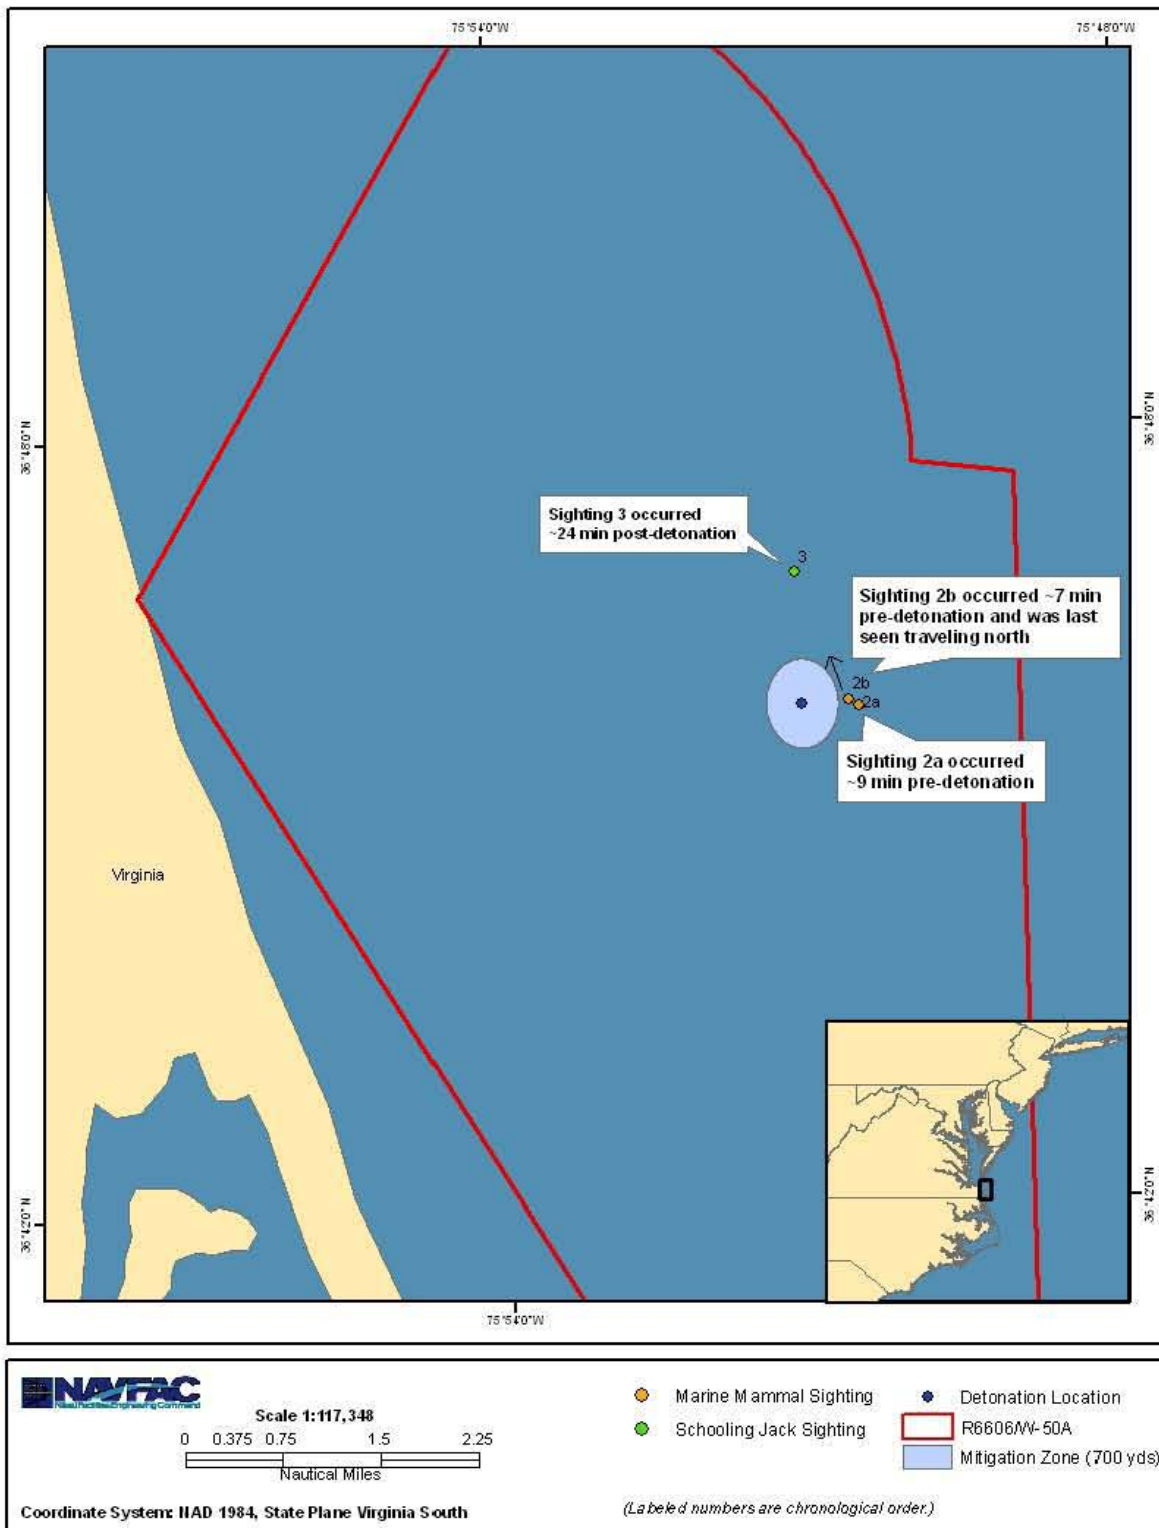 75°54'0"W
75°48'0"W
36°48'0"N
36°48'0"N
Sighting 3 occurred
~24 min post-detonation
3
Sighting 2b occurred ~7 min
pre-detonation and was last
seen traveling north
2b
2a
Sighting 2a occurred
~9 min pre-detonation
Virginia
36°42'0"N
36°42'0"N
75°54'0"W
NAVFAC
Naval Facilities Engineering Command
Scale 1:117,348
0 0.375 0.75 1.5 2.25
Nautical Miles
Coordinate System: NAD 1984, State Plane Virginia South
Marine Mammal Sighting
Schooling Jack Sighting
Detonation Location
R6606/W-50A
Mitigation Zone (700 yds)
(Labeled numbers are chronological order.)